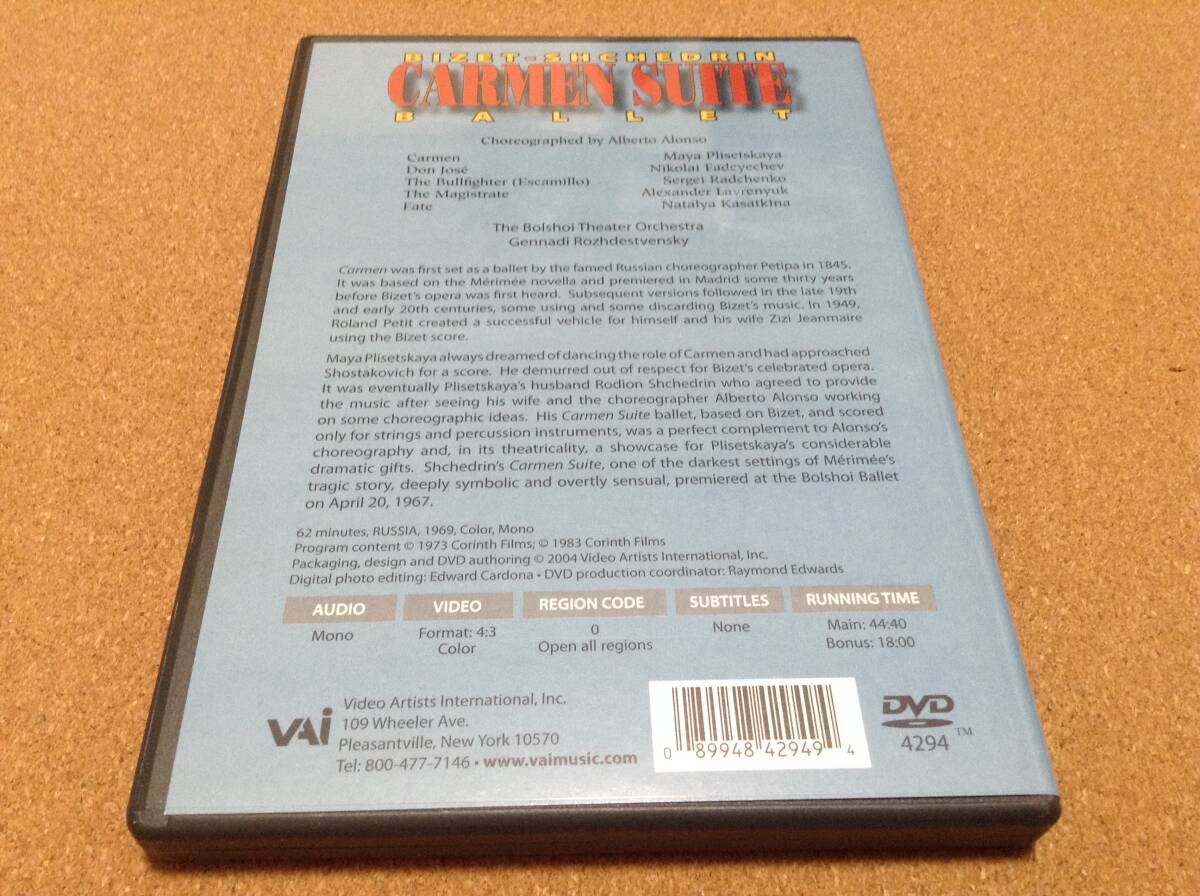 BIZET-SHCHEDRIN
CARMEN SUITE
BALLET
Choreographed by Alberto Alonso
Carmen Maya Plisetskaya
Don José Nikolai Fadeyechev
The Bullfighter (Escamillo) Sergei Radchenko
The Magistrate Alexander Lavrenyuk
Fate Natalya Kasatkina
The Bolshoi Theater Orchestra
Gennadi Rozhdestvensky
Carmen was first set as a ballet by the famed Russian choreographer Petipa in 1845.
It was based on the Mérimée novella and premiered in Madrid some thirty years
before Bizet's opera was first heard. Subsequent versions followed in the late 19th
and early 20th centuries, some using and some discarding Bizet's music. In 1949,
Roland Petit created a successful vehicle for himself and his wife Zizi Jeanmaire
using the Bizet score.
Maya Plisetskaya always dreamed of dancing the role of Carmen and had approached
Shostakovich for a score. He demurred out of respect for Bizet's celebrated opera.
It was eventually Plisetskaya's husband Rodion Shchedrin who agreed to provide
the music after seeing his wife and the choreographer Alberto Alonso working
on some choreographic ideas. His Carmen Suite ballet, based on Bizet, and scored
only for strings and percussion instruments, was a perfect complement to Alonso's
choreography and, in its theatricality, a showcase for Plisetskaya's considerable
dramatic gifts. Shchedrin's Carmen Suite, one of the darkest settings of Mérimée's
tragic story, deeply symbolic and overtly sensual, premiered at the Bolshoi Ballet
on April 20, 1967.
62 minutes, RUSSIA, 1969, Color, Mono
Program content © 1973 Corinth Films; © 1983 Corinth Films
Packaging, design and DVD authoring © 2004 Video Artists International, Inc.
Digital photo editing: Edward Cardona • DVD production coordinator: Raymond Edwards
AUDIO VIDEO REGION CODE SUBTITLES RUNNING TIME
Mono Format: 4:3 0 None Main: 44:40
Color Open all regions Bonus: 18:00
VAI
Video Artists International, Inc.
109 Wheeler Ave.
Pleasantville, New York 10570
Tel: 800-477-7146 • www.vaimusic.com
0 89948 42949 4
DVD
4294 TM